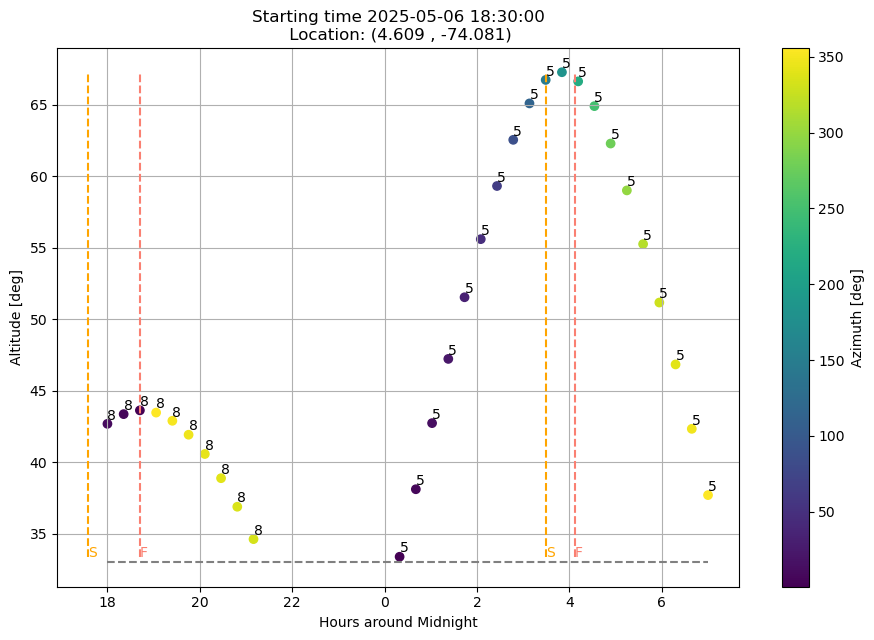 Starting time 2025-05-06 18:30:00
Location: (4.609 , -74.081)
Altitude [deg]
65
60
55
50
45
40
35
8 8 8 8 8 8 8 8 8 8
5 5 5 5 5 5 5 5 5 5 5 5 5 5 5 5 5 5 5 5
S F S F
18 20 22 0 2 4 6
Hours around Midnight
350
300
250
200
150
100
50
Azimuth [deg]